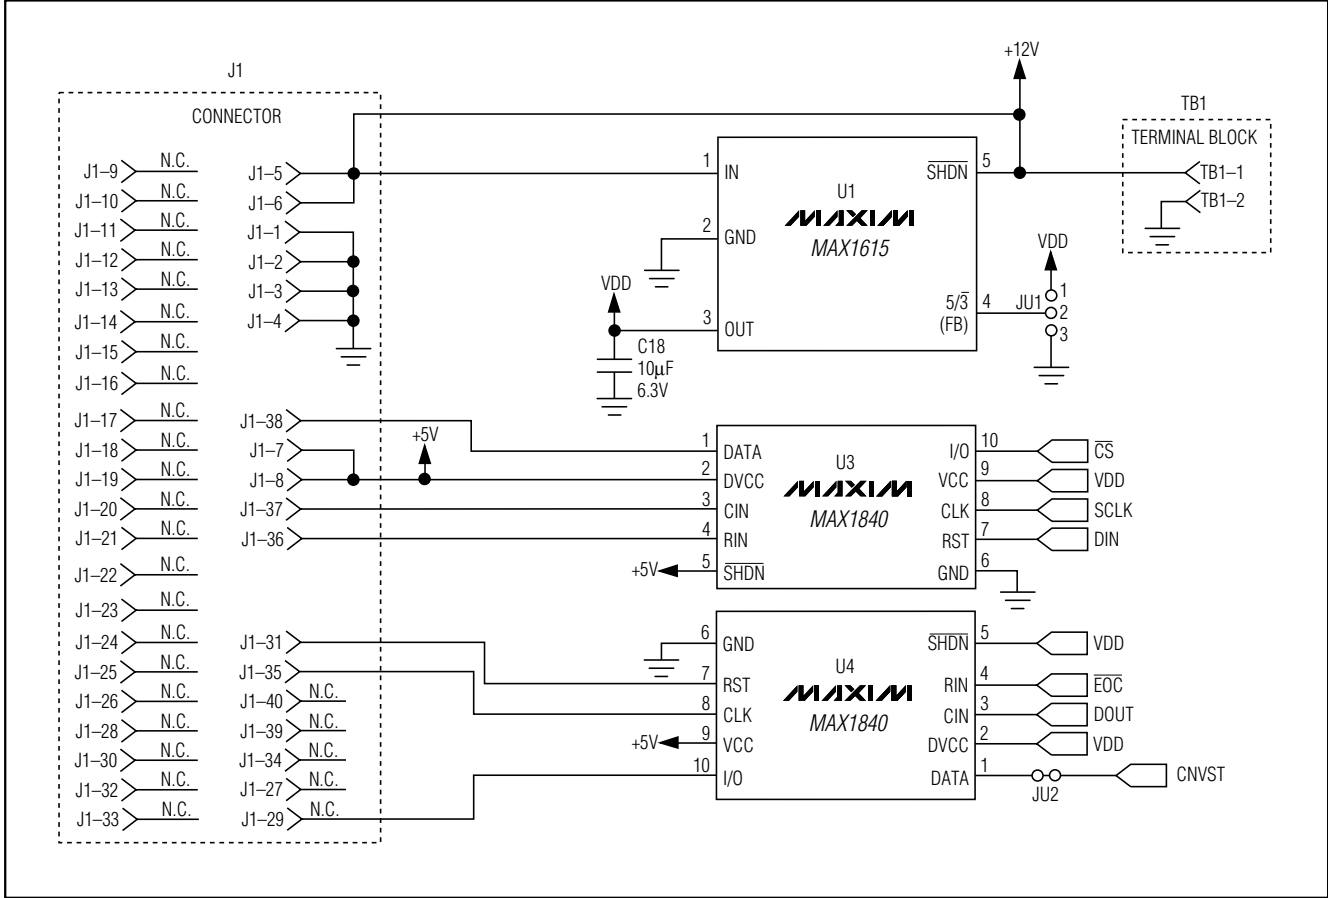 J1
CONNECTOR
J1–9 N.C.
J1–10 N.C.
J1–11 N.C.
J1–12 N.C.
J1–13 N.C.
J1–14 N.C.
J1–15 N.C.
J1–16 N.C.
J1–17 N.C.
J1–18 N.C.
J1–19 N.C.
J1–20 N.C.
J1–21 N.C.
J1–22 N.C.
J1–23 N.C.
J1–24 N.C.
J1–25 N.C.
J1–26 N.C.
J1–28 N.C.
J1–30 N.C.
J1–32 N.C.
J1–33 N.C.
J1–5
J1–6
J1–1
J1–2
J1–3
J1–4
J1–38
J1–7
J1–8
J1–37
J1–36
J1–31
J1–35
J1–40 N.C.
J1–39 N.C.
J1–34 N.C.
J1–27 N.C.
J1–29 N.C.
+5V
+12V
1 IN
2 GND
3 OUT
U1
MAXIM
MAX1615
S̅H̅D̅N̅ 5
5/3̅ 4
(FB)
VDD
C18
10µF
6.3V
VDD
JU1
1
2
3
TB1
TERMINAL BLOCK
TB1–1
TB1–2
1 DATA
2 DVCC
3 CIN
4 RIN
+5V 5 S̅H̅D̅N̅
U3
MAXIM
MAX1840
I/O 10 C̅S̅
VCC 9 VDD
CLK 8 SCLK
RST 7 DIN
GND 6
6 GND
7 RST
8 CLK
+5V 9 VCC
10 I/O
U4
MAXIM
MAX1840
S̅H̅D̅N̅ 5 VDD
RIN 4 E̅O̅C̅
CIN 3 DOUT
DVCC 2 VDD
DATA 1 JU2 CNVST